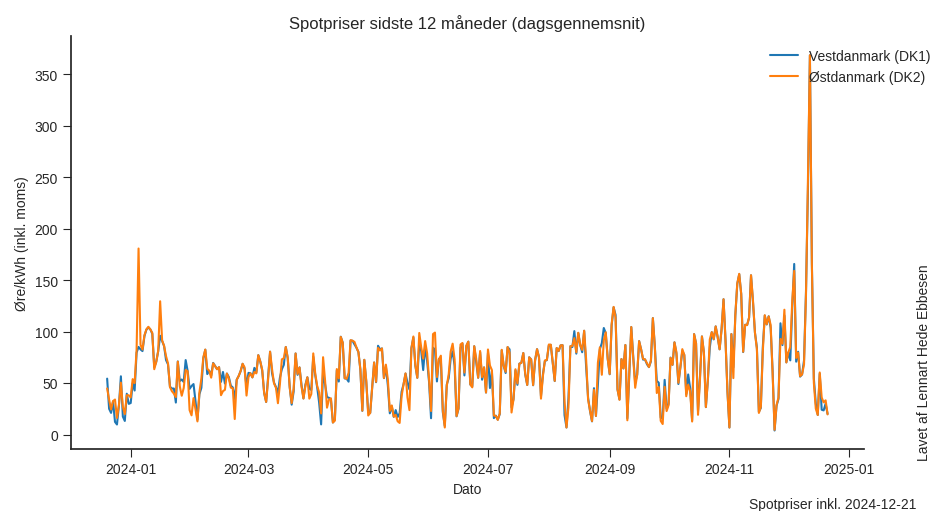 Spotpriser sidste 12 måneder (dagsgennemsnit)
Vestdanmark (DK1)
Østdanmark (DK2)
Øre/kWh (inkl. moms)
350
300
250
200
150
100
50
0
2024-01
2024-03
2024-05
2024-07
2024-09
2024-11
2025-01
Dato
Lavet af Lennart Hede Ebbesen
Spotpriser inkl. 2024-12-21